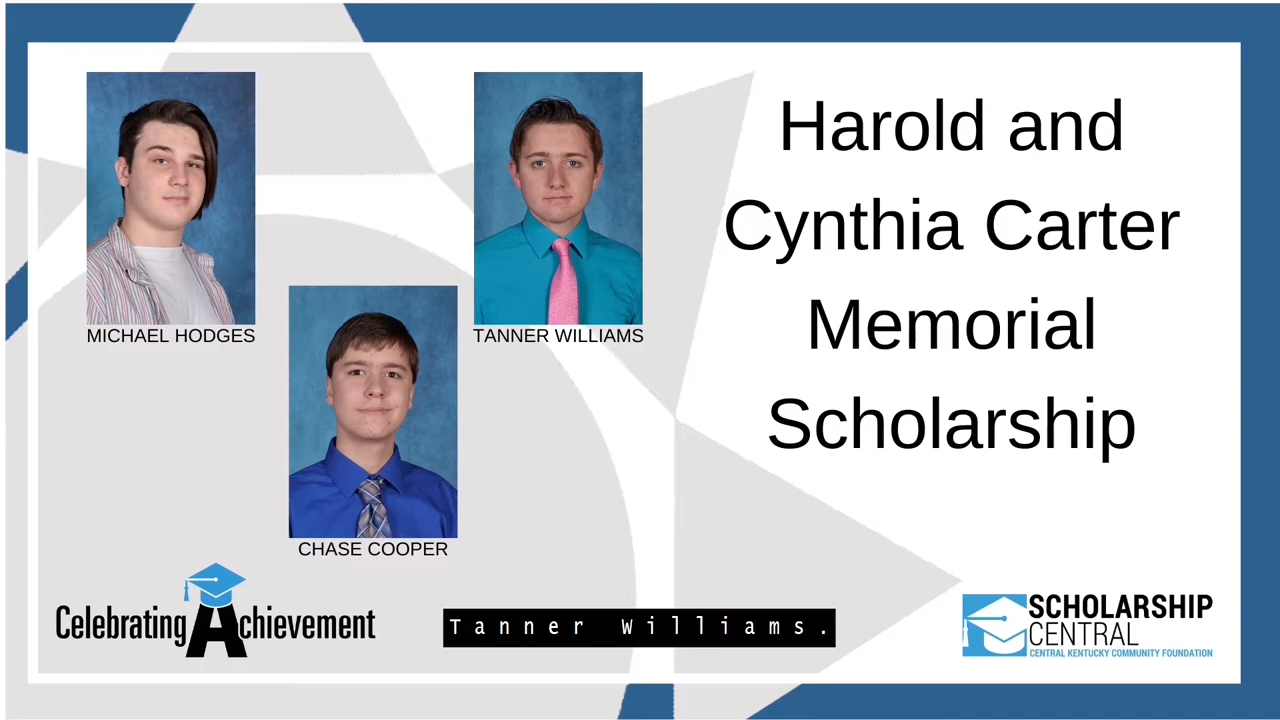 Harold and
Cynthia Carter
Memorial
Scholarship
MICHAEL HODGES
TANNER WILLIAMS
CHASE COOPER
Celebrating Achievement
Tanner Williams.
SCHOLARSHIP
CENTRAL
CENTRAL KENTUCKY COMMUNITY FOUNDATION